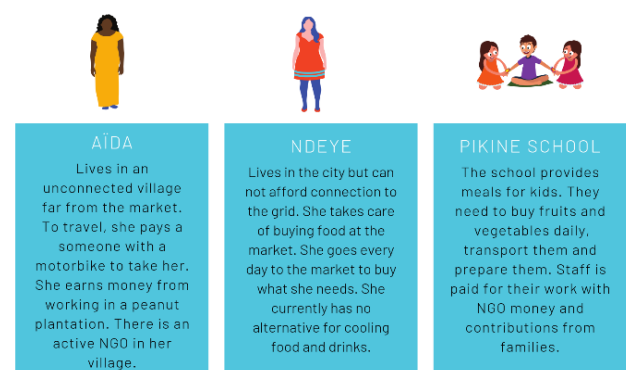 AÏDA
Lives in an
unconnected village
far from the market.
To travel, she pays a
someone with a
motorbike to take her.
She earns money from
working in a peanut
plantation. There is an
active NGO in her
village.
NDEYE
Lives in the city but can
not afford connection to
the grid. She takes care
of buying food at the
market. She goes every
day to the market to buy
what she needs. She
currently has no
alternative for cooling
food and drinks.
PIKINE SCHOOL
The school provides
meals for kids. They
need to buy fruits and
vegetables daily,
transport them and
prepare them. Staff is
paid for their work with
NGO money and
contributions from
families.